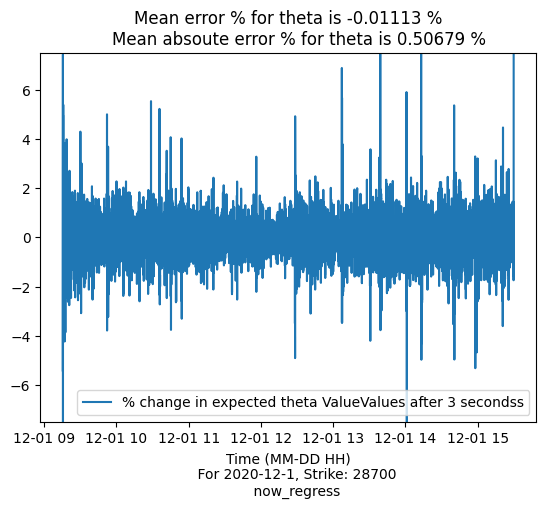 Mean error % for theta is -0.01113 %
Mean absoute error % for theta is 0.50679 %
6
4
2
0
−2
−4
−6
% change in expected theta ValueValues after 3 secondss
12-01 09 12-01 10 12-01 11 12-01 12 12-01 13 12-01 14 12-01 15
Time (MM-DD HH)
For 2020-12-1, Strike: 28700
now_regress